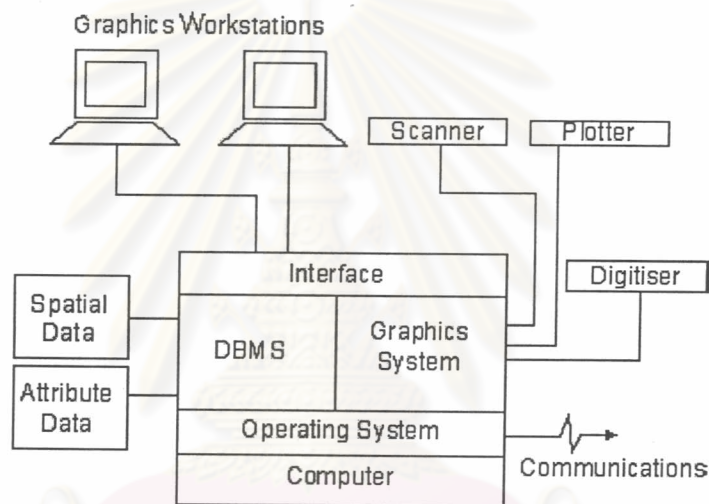 Graphics Workstations
Scanner
Plotter
Interface
Digitiser
Spatial
Data
DBMS
Graphics
System
Attribute
Data
Operating System
Communications
Computer